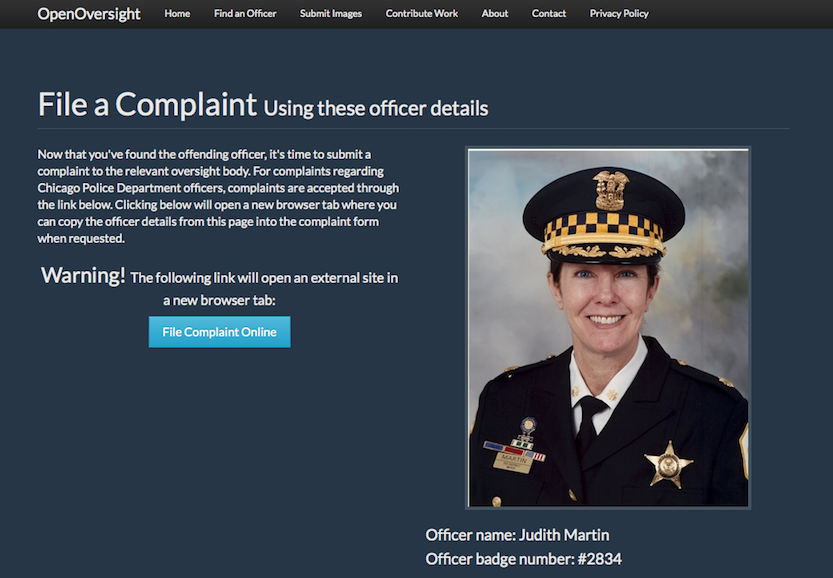 OpenOversight Home Find an Officer Submit Images Contribute Work About Contact Privacy Policy
File a Complaint Using these officer details
Now that you've found the offending officer, it's time to submit a
complaint to the relevant oversight body. For complaints regarding
Chicago Police Department officers, complaints are accepted through
the link below. Clicking below will open a new browser tab where you
can copy the officer details from this page into the complaint form
when requested.
Warning! The following link will open an external site in
a new browser tab:
File Complaint Online
MARTIN
Officer name: Judith Martin
Officer badge number: #2834